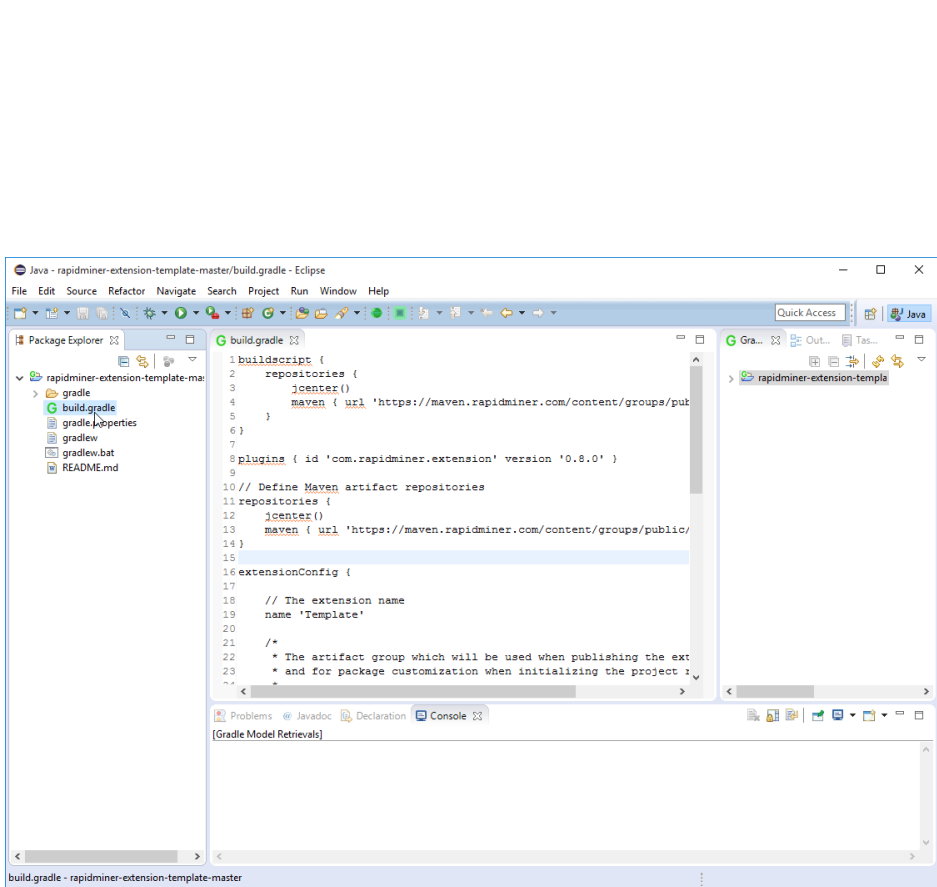 Java - rapidminer-extension-template-master/build.gradle - Eclipse
File Edit Source Refactor Navigate Search Project Run Window Help
Quick Access
Java
Package Explorer
rapidminer-extension-template-mas
gradle
build.gradle
gradle.properties
gradlew
gradlew.bat
README.md
build.gradle
1 buildscript {
2 repositories {
3 jcenter()
4 maven { url 'https://maven.rapidminer.com/content/groups/pub
5 }
6 }
7
8 plugins { id 'com.rapidminer.extension' version '0.8.0' }
9
10 // Define Maven artifact repositories
11 repositories {
12 jcenter()
13 maven { url 'https://maven.rapidminer.com/content/groups/public/
14 }
15
16 extensionConfig {
17
18 // The extension name
19 name 'Template'
20
21 /*
22 * The artifact group which will be used when publishing the ext
23 * and for package customization when initializing the project r
24 *
Gra... Out... Tas...
rapidminer-extension-templa
Problems Javadoc Declaration Console
[Gradle Model Retrievals]
build.gradle - rapidminer-extension-template-master